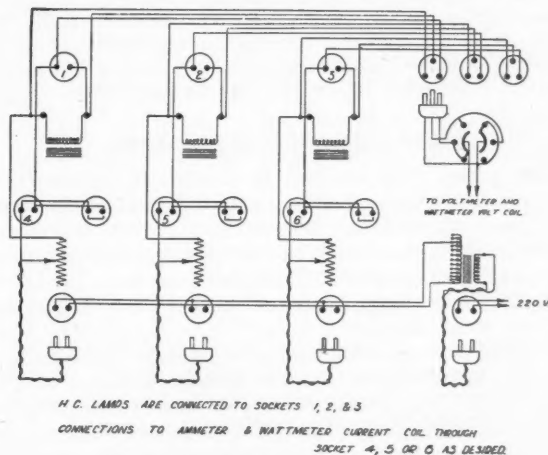 1
2
3
TO VOLTMETER AND
WATTMETER VOLT COIL
4
5
6
220 V.
H.C. LAMPS ARE CONNECTED TO SOCKETS 1, 2, & 3
CONNECTIONS TO AMMETER & WATTMETER CURRENT COIL THROUGH
SOCKET 4, 5 OR 6 AS DESIRED.